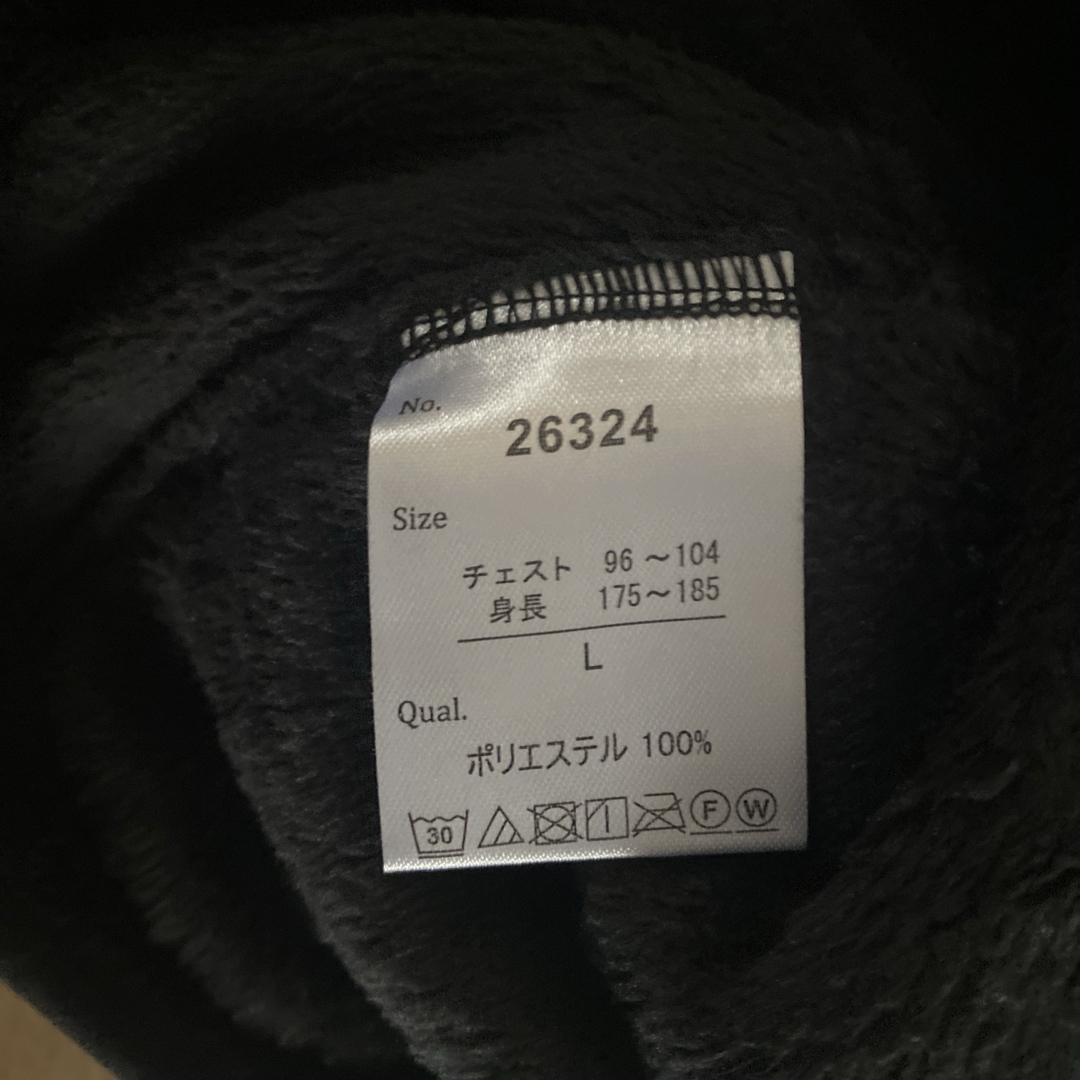 No.
26324
Size
チェスト 96～104
身長 175～185
L
Qual.
ポリエステル 100%
30 F W